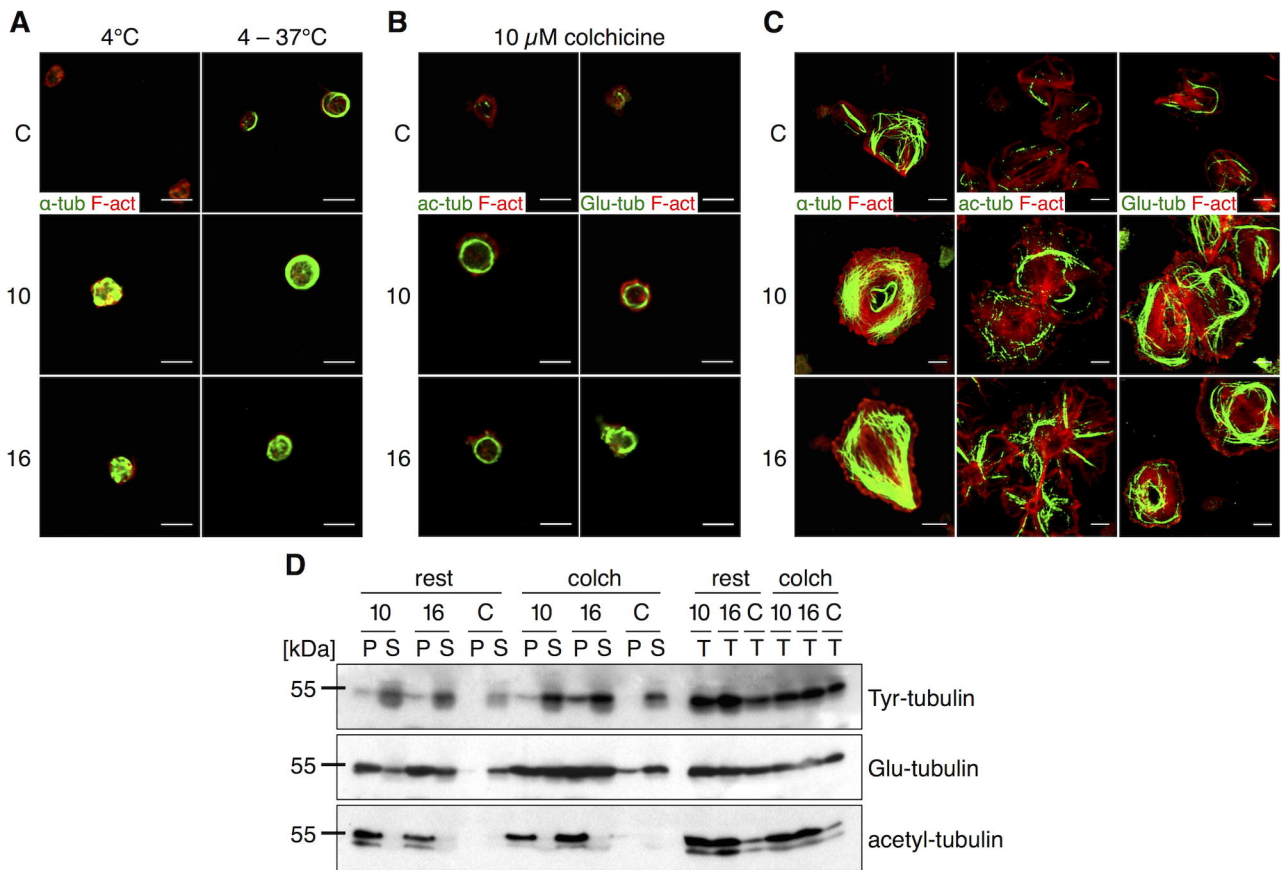 A
B
C
4°C
4 – 37°C
10 µM colchicine
C
C
α-tub F-act
ac-tub F-act
Glu-tub F-act
α-tub F-act
ac-tub F-act
Glu-tub F-act
10
10
16
16
D
rest
colch
rest
colch
10
16
C
10
16
C
10
16
C
10
16
C
[kDa]
P
S
P
S
P
S
P
S
P
S
P
S
T
T
T
T
T
T
55
Tyr-tubulin
55
Glu-tubulin
55
acetyl-tubulin